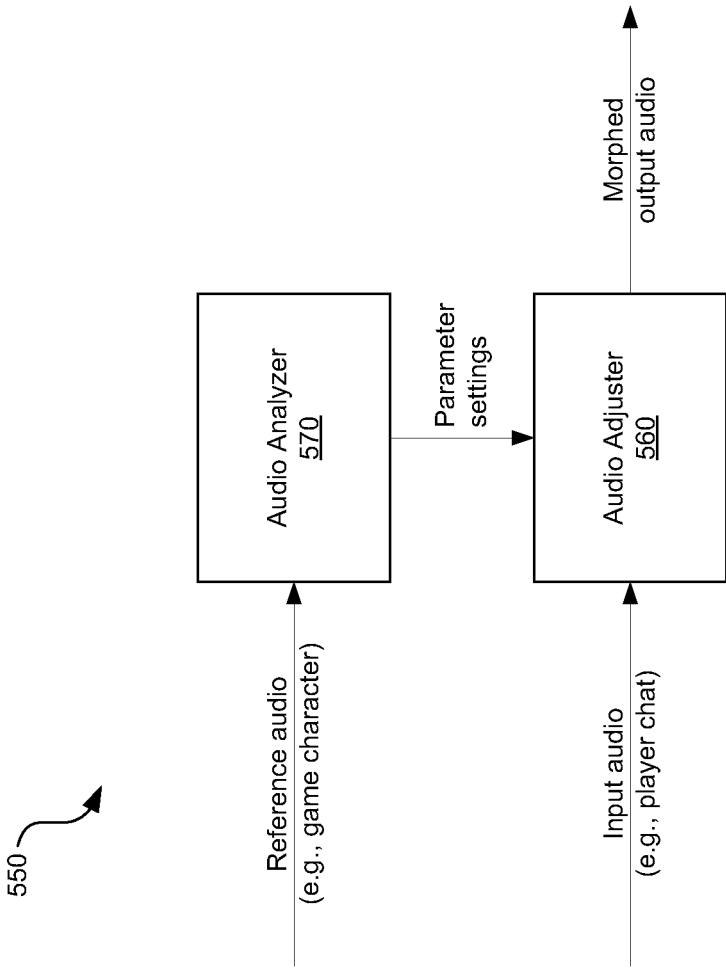 550
Reference audio
(e.g., game character)
Audio Analyzer
570
Parameter
settings
Input audio
(e.g., player chat)
Audio Adjuster
560
Morphed
output audio